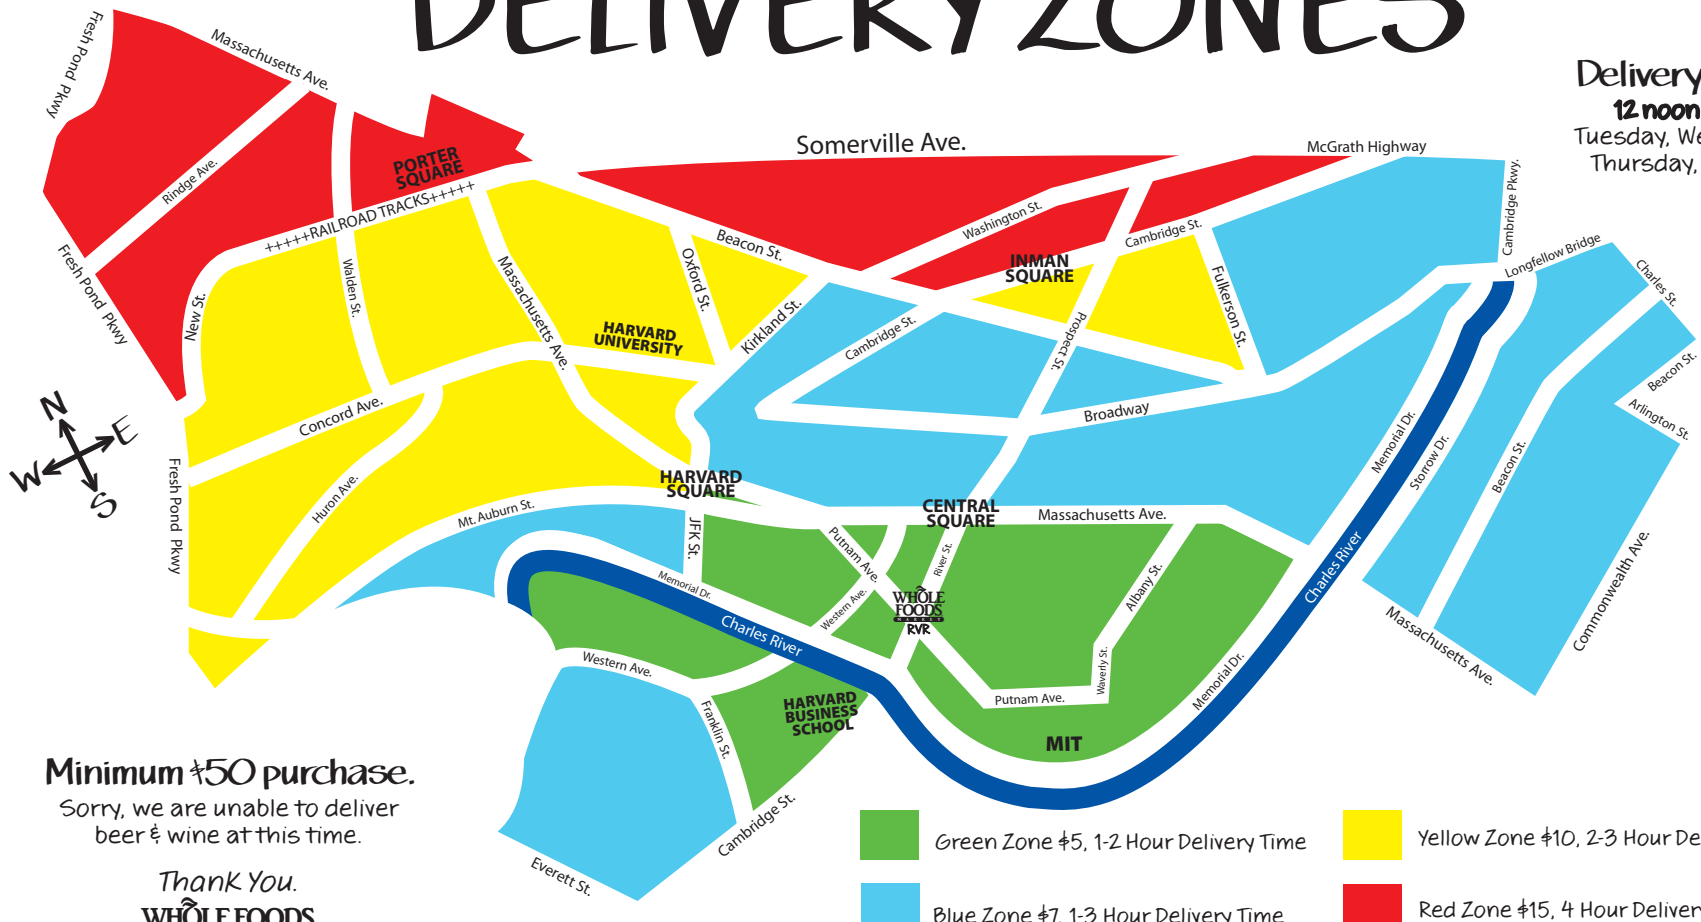 DELIVERY ZONES
Delivery
12 noon
Tuesday, We
Thursday,
Fresh Pond Pkwy
Massachusetts Ave.
Rindge Ave.
PORTER
SQUARE
+++++RAILROAD TRACKS+++++
Somerville Ave.
McGrath Highway
Cambridge Pkwy.
Longfellow Bridge
Charles St.
Beacon St.
Arlington St.
Fresh Pond Pkwy
New St.
Walden St.
Massachusetts Ave.
Oxford St.
Beacon St.
Kirkland St.
HARVARD
UNIVERSITY
Washington St.
INMAN
SQUARE
Cambridge St.
Fulkerson St.
Prospect St.
Cambridge St.
Broadway
N
E
W
S
Concord Ave.
Huron Ave.
Fresh Pond Pkwy
Mt. Auburn St.
HARVARD
SQUARE
JFK St.
CENTRAL
SQUARE
Massachusetts Ave.
Memorial Dr.
Storrow Dr.
Beacon St.
Commonwealth Ave.
Massachusetts Ave.
Charles River
Putnam Ave.
River St.
Western Ave.
Albany St.
WHOLE
FOODS
MARKET
RVR
Memorial Dr.
Charles River
Waverly St.
Putnam Ave.
Memorial Dr.
MIT
Western Ave.
Franklin St.
HARVARD
BUSINESS
SCHOOL
Cambridge St.
Everett St.
Minimum $50 purchase.
Sorry, we are unable to deliver
beer & wine at this time.
Thank You.
WHOLE FOODS
Green Zone $5, 1-2 Hour Delivery Time
Yellow Zone $10, 2-3 Hour De
Blue Zone $7, 1-3 Hour Delivery Time
Red Zone $15, 4 Hour Deliver